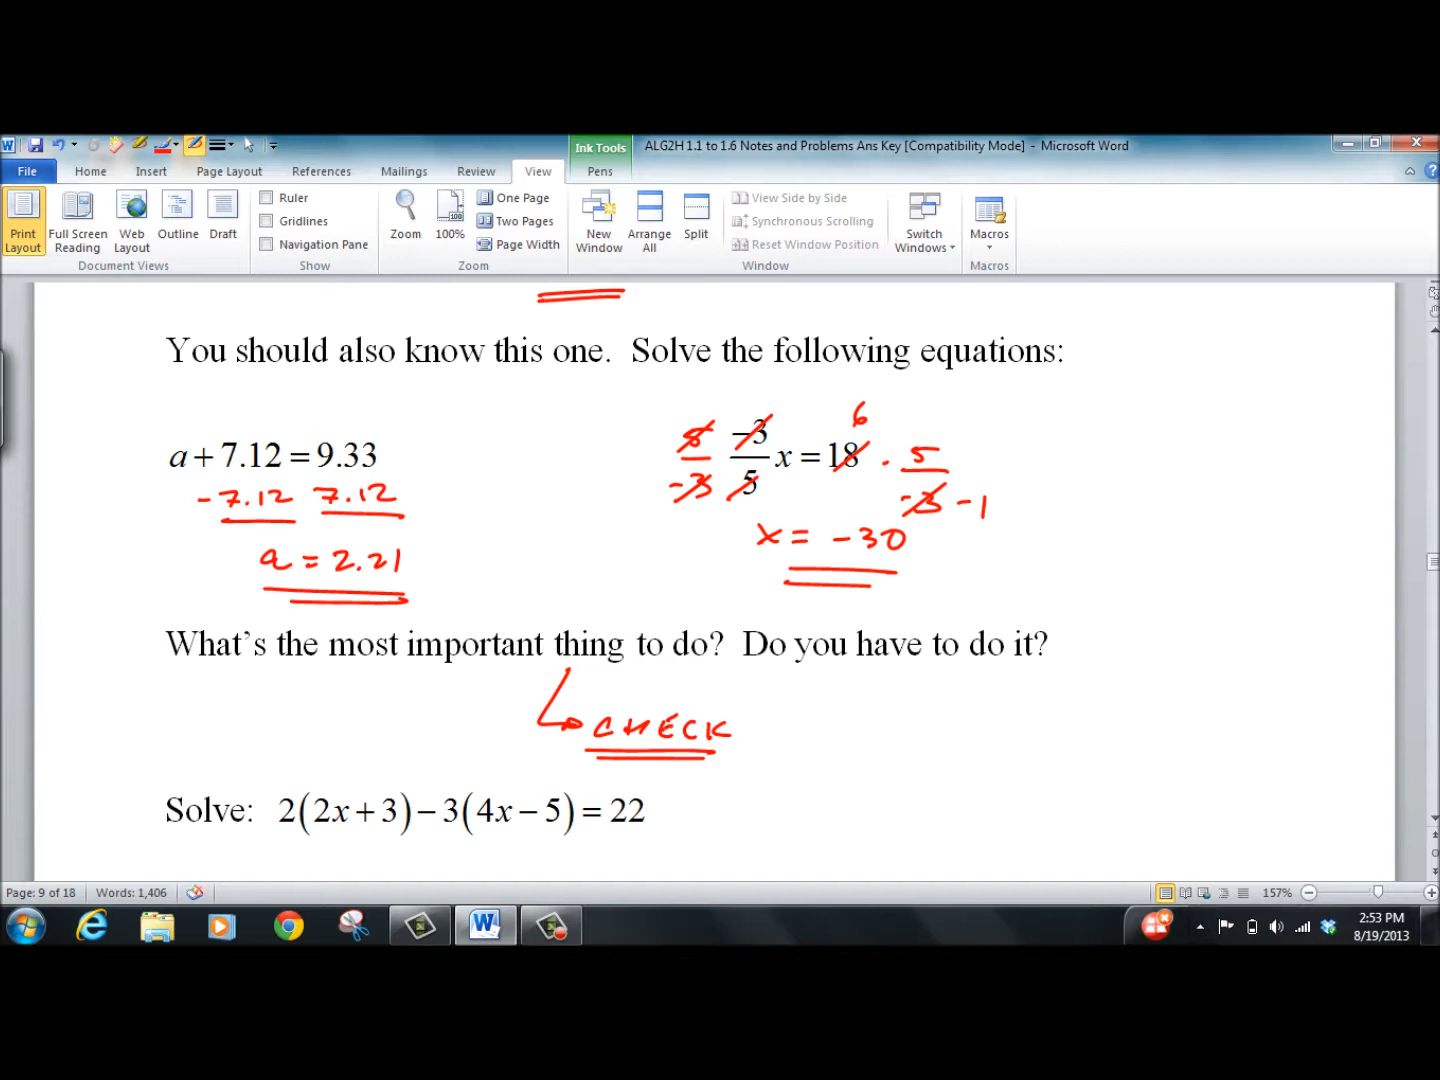 ALG2H 1.1 to 1.6 Notes and Problems Ans Key [Compatibility Mode] - Microsoft Word
Ink Tools
File Home Insert Page Layout References Mailings Review View Pens
Print Layout
Full Screen Reading
Web Layout
Outline
Draft
Document Views
Ruler
Gridlines
Navigation Pane
Show
Zoom
100%
One Page
Two Pages
Page Width
Zoom
New Window
Arrange All
Split
View Side by Side
Synchronous Scrolling
Reset Window Position
Window
Switch Windows
Macros
Macros
You should also know this one. Solve the following equations:
a + 7.12 = 9.33
-7.12 7.12
a = 2.21
5/-3 -3/5 x = 18 6 · 5/-3 -1
x = -30
What’s the most important thing to do? Do you have to do it?
CHECK
Solve: 2(2x + 3) − 3(4x − 5) = 22
Page: 9 of 18 Words: 1,406 157%
2:53 PM
8/19/2013